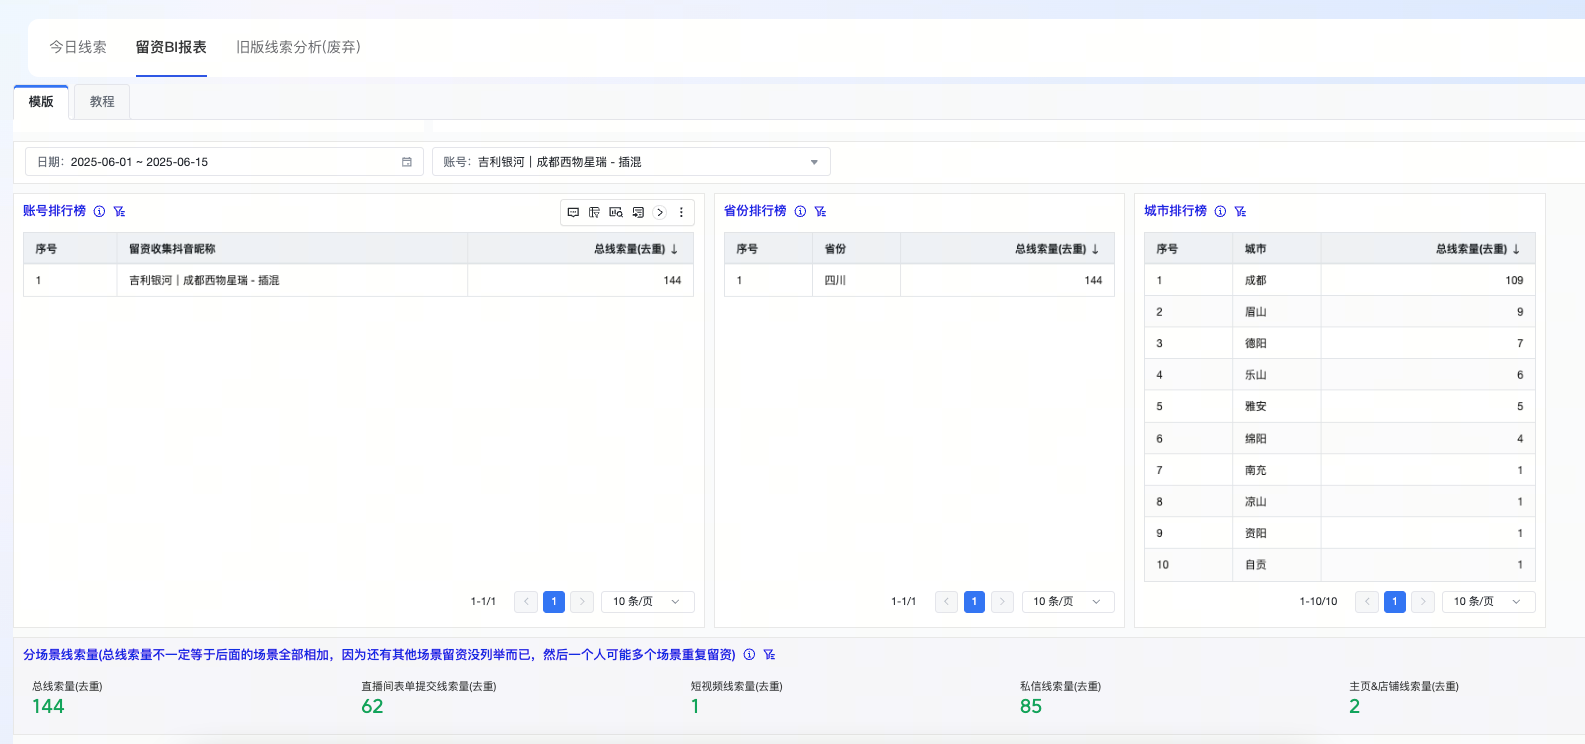 今日线索 留资BI报表 旧版线索分析(废弃)
模版 教程
日期: 2025-06-01 ~ 2025-06-15 账号: 吉利银河｜成都西物星瑞 - 插混
账号排行榜
序号 留资收集抖音昵称 总线索量(去重) ↓
1 吉利银河｜成都西物星瑞 - 插混 144
1-1/1 1 10 条/页
省份排行榜
序号 省份 总线索量(去重) ↓
1 四川 144
1-1/1 1 10 条/页
城市排行榜
序号 城市 总线索量(去重) ↓
1 成都 109
2 眉山 9
3 德阳 7
4 乐山 6
5 雅安 5
6 绵阳 4
7 南充 1
8 凉山 1
9 资阳 1
10 自贡 1
1-10/10 1 10 条/页
分场景线索量(总线索量不一定等于后面的场景全部相加，因为还有其他场景留资没列举而已，然后一个人可能多个场景重复留资)
总线索量(去重) 直播间表单提交线索量(去重) 短视频线索量(去重) 私信线索量(去重) 主页&店铺线索量(去重)
144 62 1 85 2